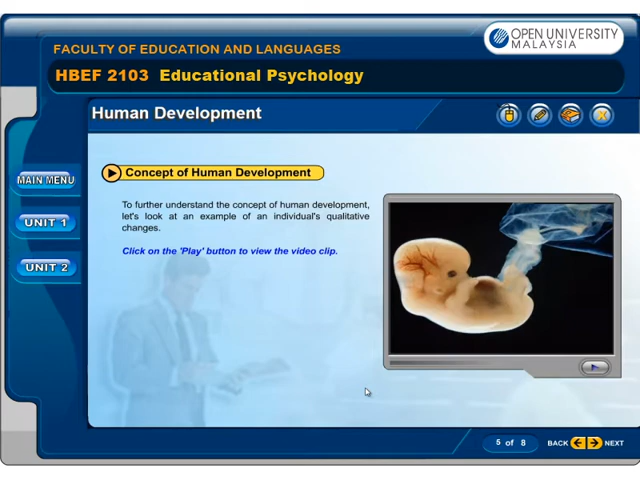 OPEN UNIVERSITY
MALAYSIA
FACULTY OF EDUCATION AND LANGUAGES
HBEF 2103 Educational Psychology
Human Development
MAIN MENU
UNIT 1
UNIT 2
Concept of Human Development
To further understand the concept of human development,
let's look at an example of an individual's qualitative
changes.
Click on the 'Play' button to view the video clip.
5 of 8
BACK NEXT